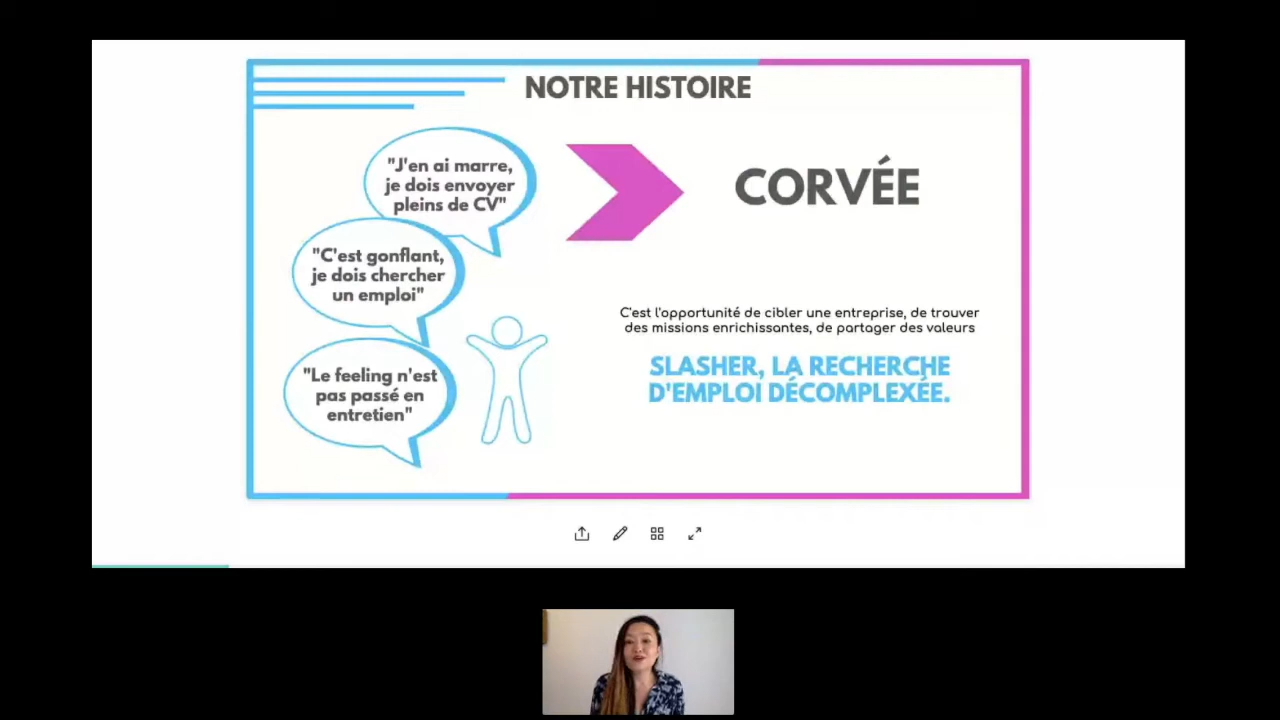 NOTRE HISTOIRE
"J'en ai marre,
je dois envoyer
pleins de CV"
"C'est gonflant,
je dois chercher
un emploi"
"Le feeling n'est
pas passé en
entretien"
CORVÉE
C'est l'opportunité de cibler une entreprise, de trouver
des missions enrichissantes, de partager des valeurs
SLASHER, LA RECHERCHE
D'EMPLOI DÉCOMPLEXÉE.